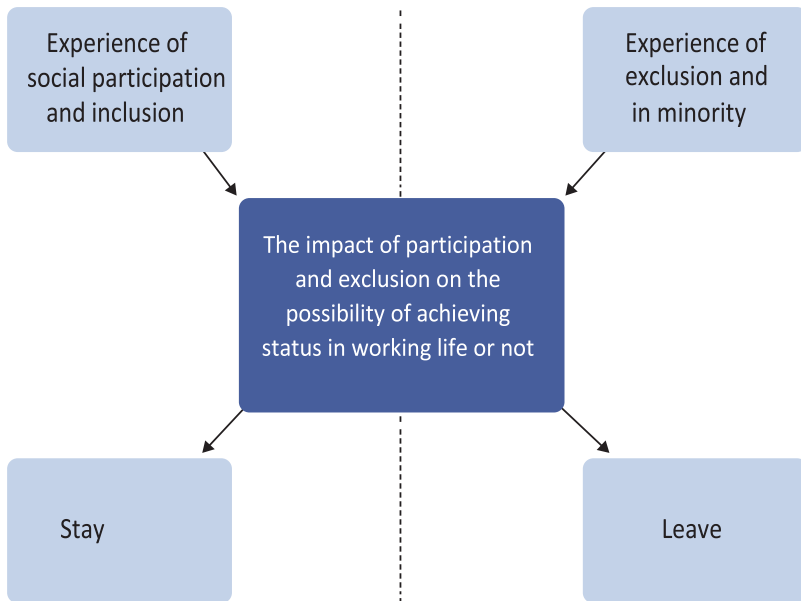 Experience of
social participation
and inclusion
Experience of
exclusion and
in minority
The impact of participation
and exclusion on the
possibility of achieving
status in working life or not
Stay
Leave